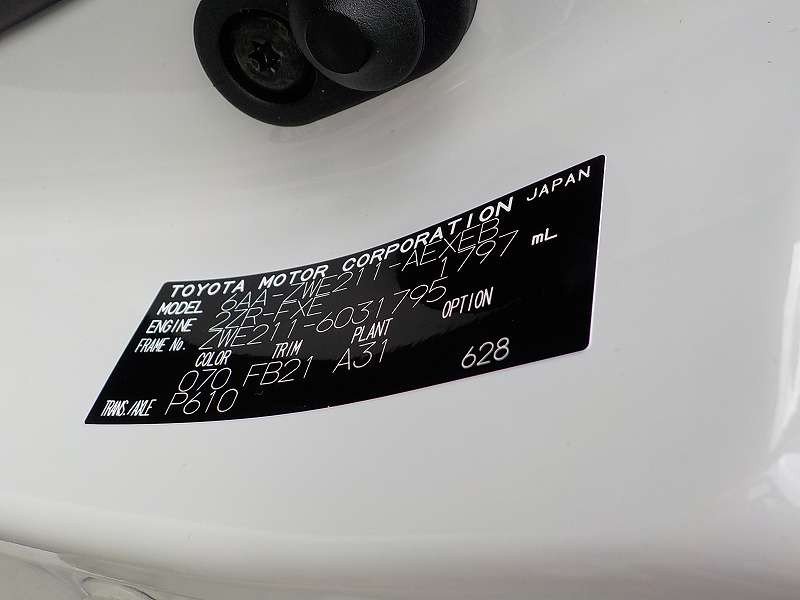 TOYOTA MOTOR CORPORATION JAPAN
MODEL 6AA-ZWE211-AEXEB
ENGINE 2ZR-FXE 1797 mL
FRAME No. ZWE211-6031795
COLOR TRIM PLANT OPTION
070 FB21 A31 628
TRANS./AXLE P610